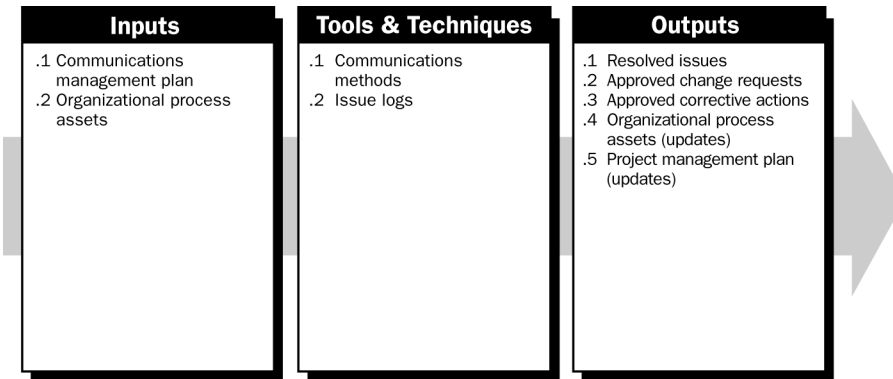 Inputs
.1 Communications
management plan
.2 Organizational process
assets
Tools & Techniques
.1 Communications
methods
.2 Issue logs
Outputs
.1 Resolved issues
.2 Approved change requests
.3 Approved corrective actions
.4 Organizational process
assets (updates)
.5 Project management plan
(updates)